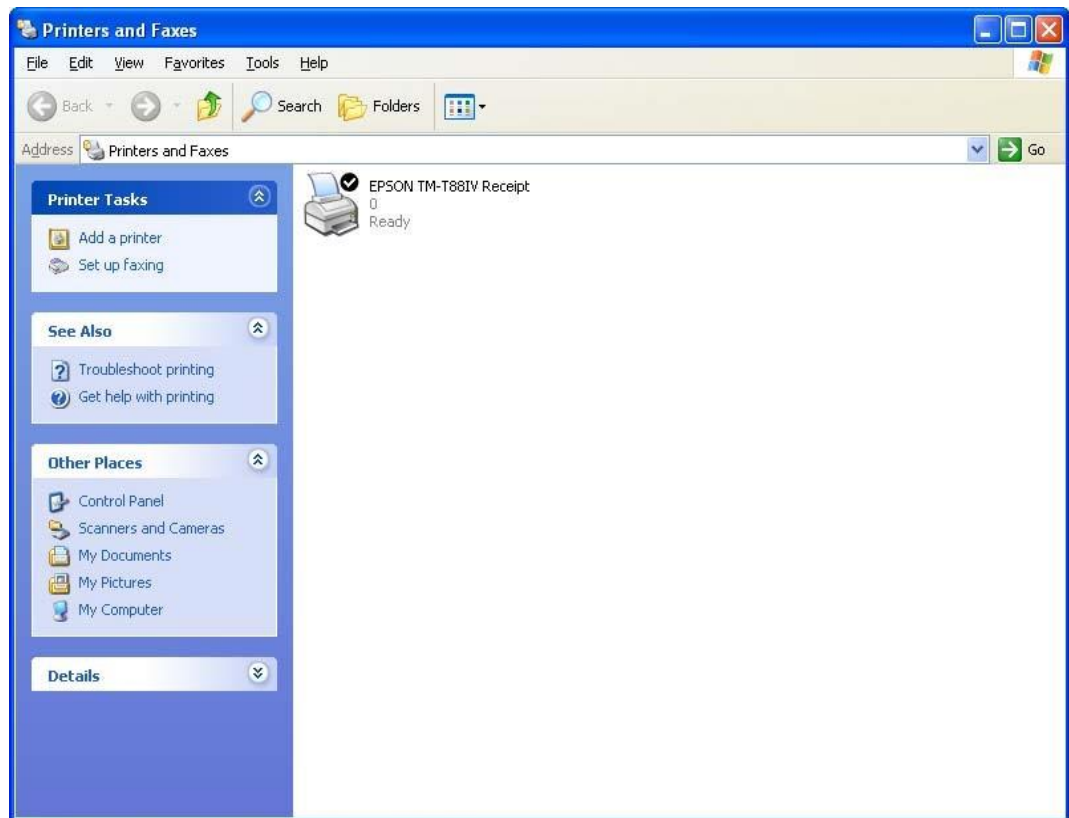 Printers and Faxes
File Edit View Favorites Tools Help
Back Search Folders
Address Printers and Faxes Go
Printer Tasks
Add a printer
Set up faxing
See Also
Troubleshoot printing
Get help with printing
Other Places
Control Panel
Scanners and Cameras
My Documents
My Pictures
My Computer
Details
EPSON TM-T88IV Receipt
0
Ready